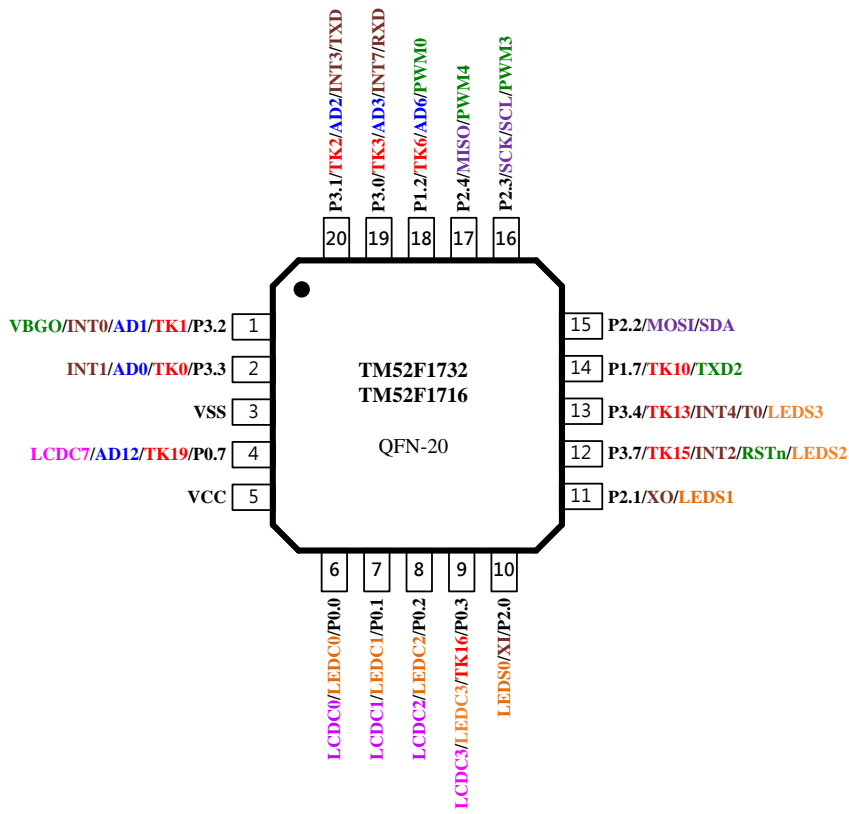 P3.1/TK2/AD2/INT3/TXD
P3.0/TK3/AD3/INT7/RXD
P1.2/TK6/AD6/PWM0
P2.4/MISO/PWM4
P2.3/SCK/SCL/PWM3
20
19
18
17
16
VBGO/INT0/AD1/TK1/P3.2
1
INT1/AD0/TK0/P3.3
2
VSS
3
LCDC7/AD12/TK19/P0.7
4
VCC
5
TM52F1732
TM52F1716
QFN-20
15
P2.2/MOSI/SDA
14
P1.7/TK10/TXD2
13
P3.4/TK13/INT4/T0/LEDS3
12
P3.7/TK15/INT2/RSTn/LEDS2
11
P2.1/XO/LEDS1
6
7
8
9
10
LCDC0/LEDC0/P0.0
LCDC1/LEDC1/P0.1
LCDC2/LEDC2/P0.2
LCDC3/LEDC3/TK16/P0.3
LEDS0/XI/P2.0